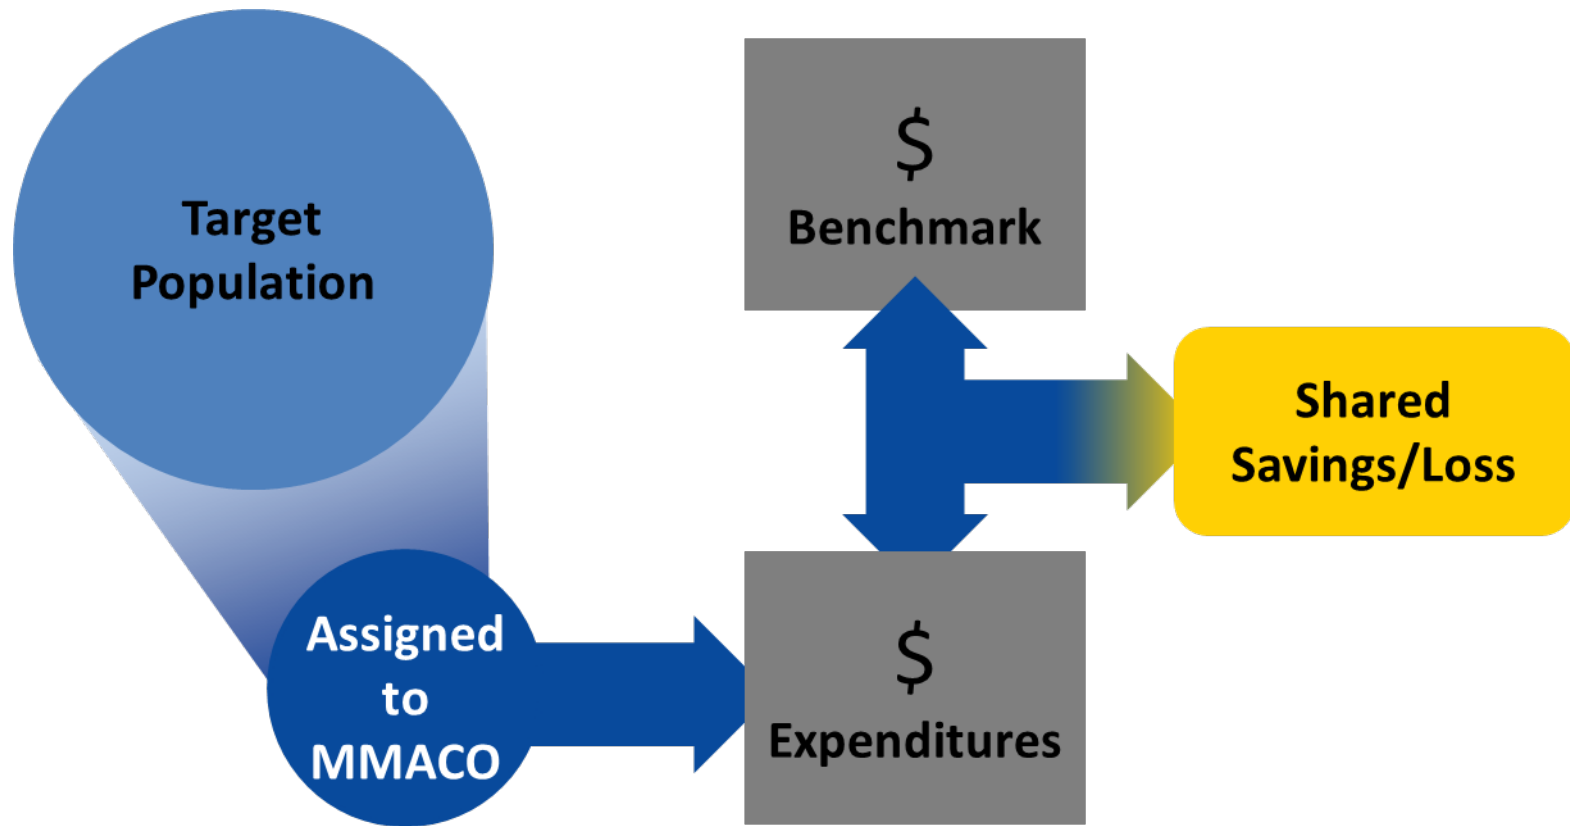 Target
Population
$
Benchmark
Shared
Savings/Loss
Assigned
to
MMACO
$
Expenditures